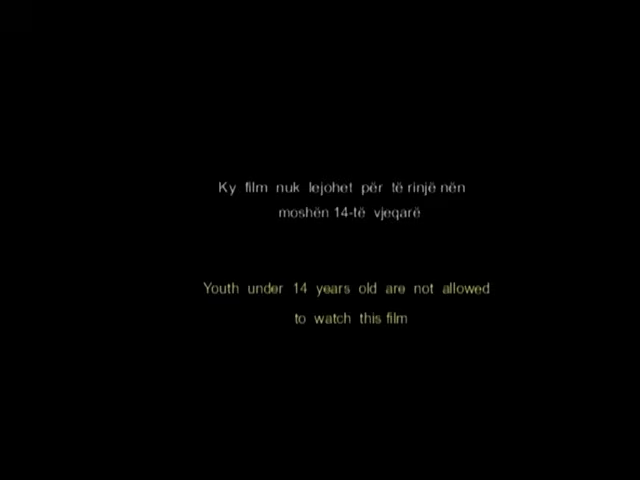 Ky film nuk lejohet për të rinjë nën
moshën 14-të vjeqarë
Youth under 14 years old are not allowed
to watch this film